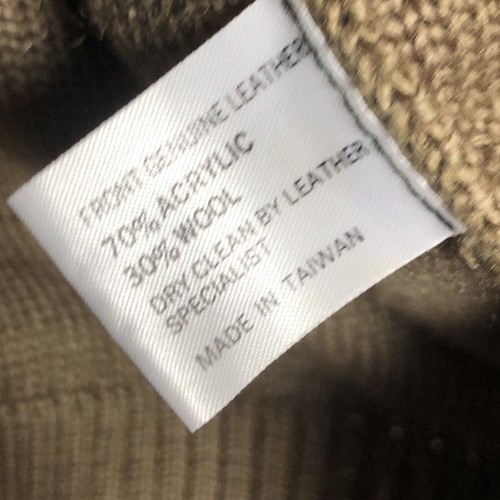 FRONT GENUINE LEATHER
70% ACRYLIC
30% WOOL
DRY CLEAN BY LEATHER
SPECIALIST
MADE IN TAIWAN